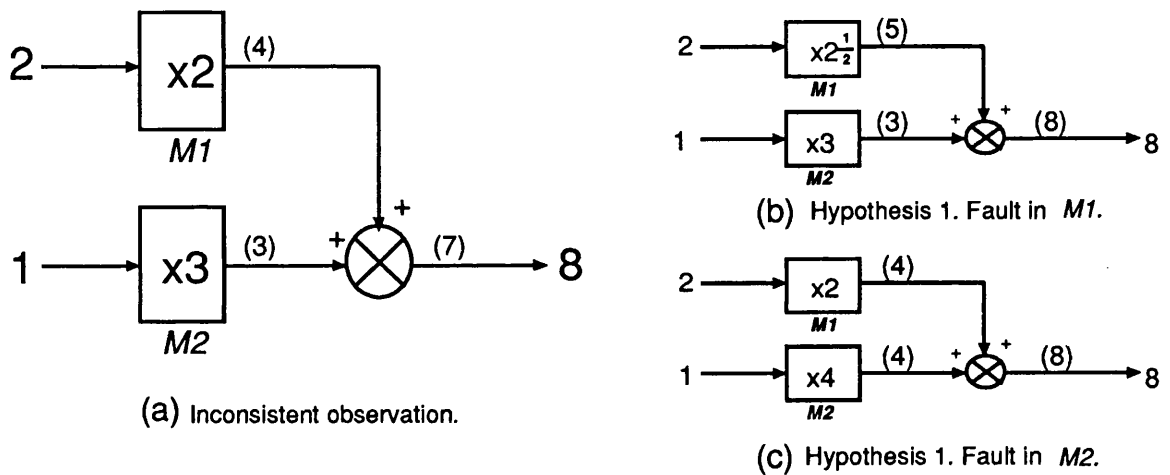 2
x2
(4)
M1
+
1
x3
(3)
+
(7)
8
M2
(a) Inconsistent observation.
2
x2 1/2
(5)
M1
+
+
1
x3
(3)
(8)
8
M2
(b) Hypothesis 1. Fault in M1.
2
x2
(4)
M1
+
+
1
x4
(4)
(8)
8
M2
(c) Hypothesis 1. Fault in M2.